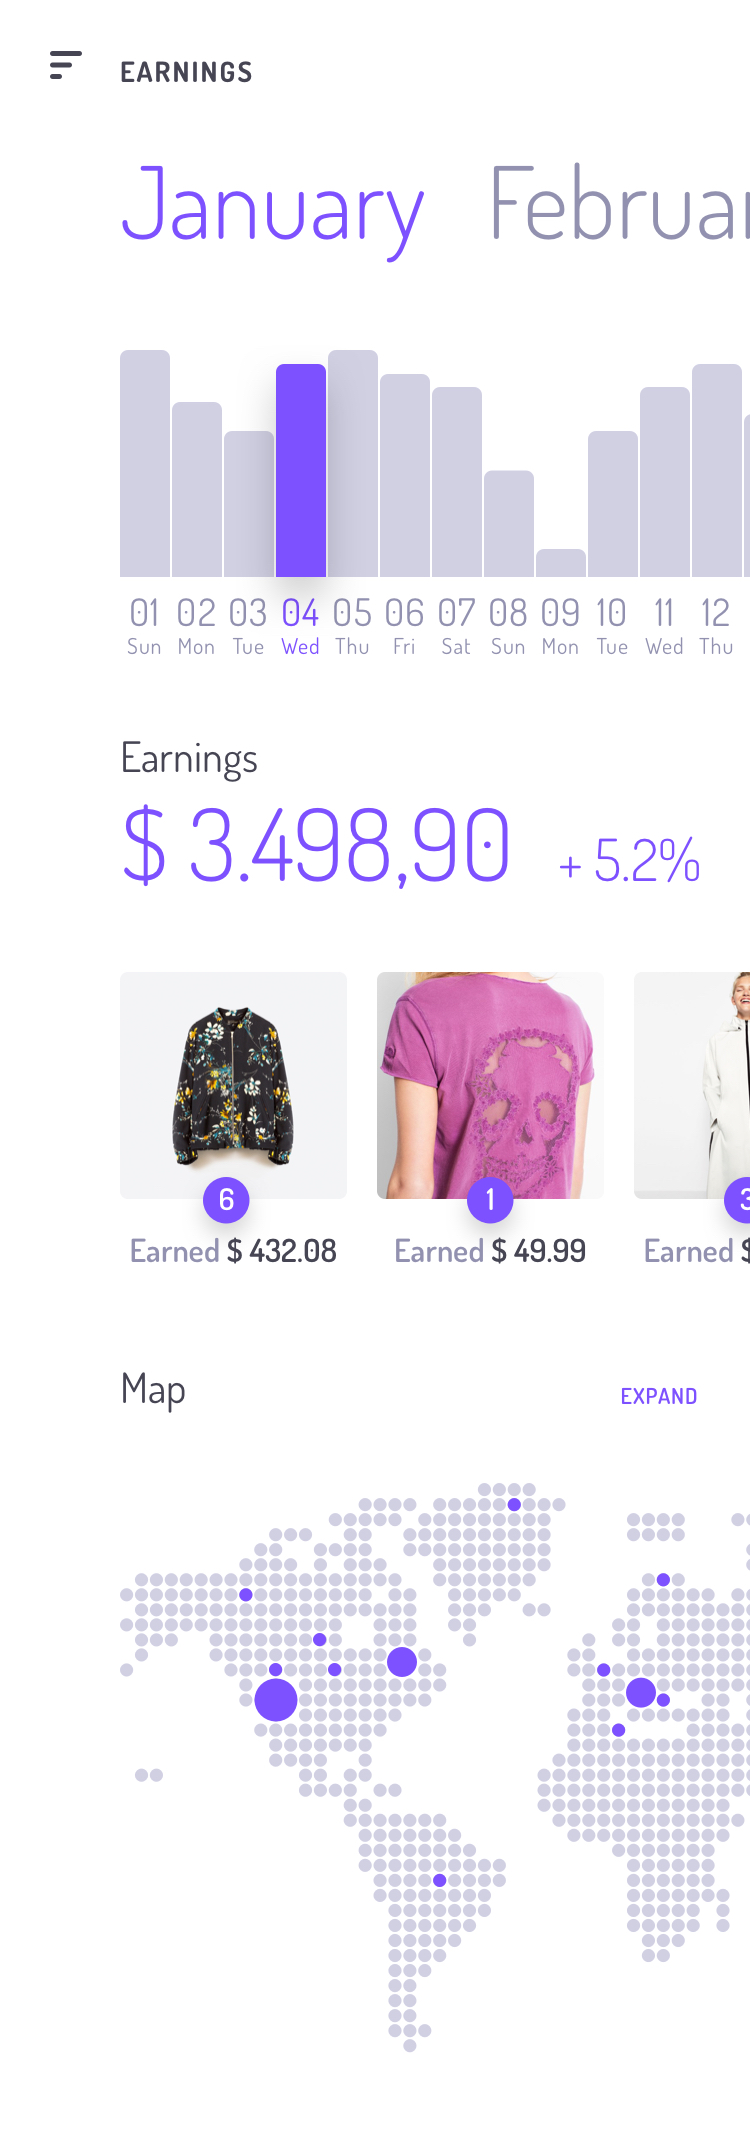 EARNINGS
January Februar
01 02 03 04 05 06 07 08 09 10 11 12
Sun Mon Tue Wed Thu Fri Sat Sun Mon Tue Wed Thu
Earnings
$ 3.498,90 + 5.2%
6 1 3
Earned $ 432.08 Earned $ 49.99 Earned $
Map EXPAND